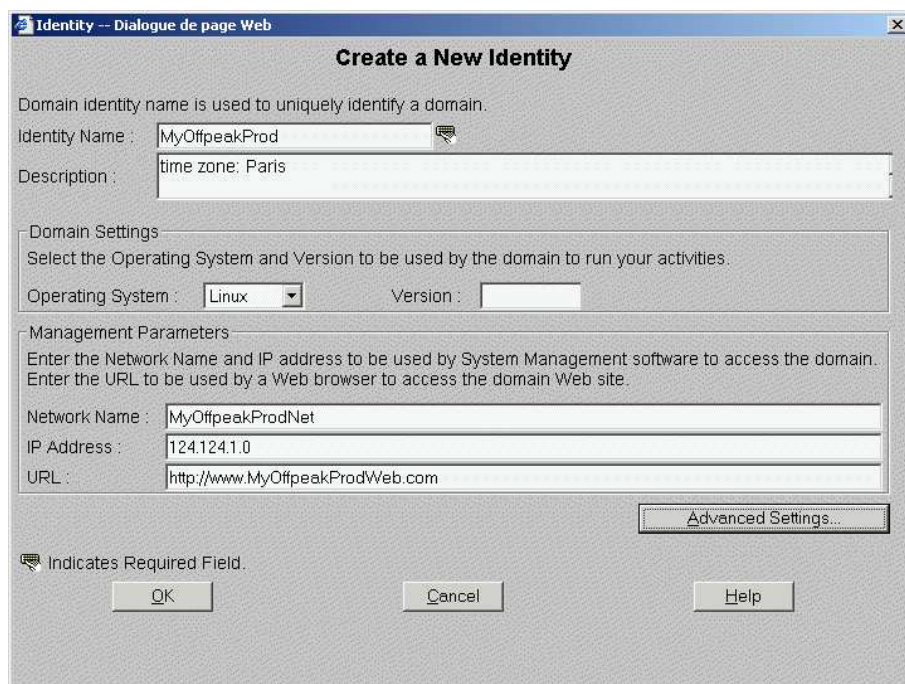 Identity -- Dialogue de page Web
Create a New Identity
Domain identity name is used to uniquely identify a domain.
Identity Name : MyOffpeakProd
Description : time zone: Paris
Domain Settings
Select the Operating System and Version to be used by the domain to run your activities.
Operating System : Linux Version :
Management Parameters
Enter the Network Name and IP address to be used by System Management software to access the domain.
Enter the URL to be used by a Web browser to access the domain Web site.
Network Name : MyOffpeakProdNet
IP Address : 124.124.1.0
URL : http://www.MyOffpeakProdWeb.com
Advanced Settings...
Indicates Required Field.
OK Cancel Help